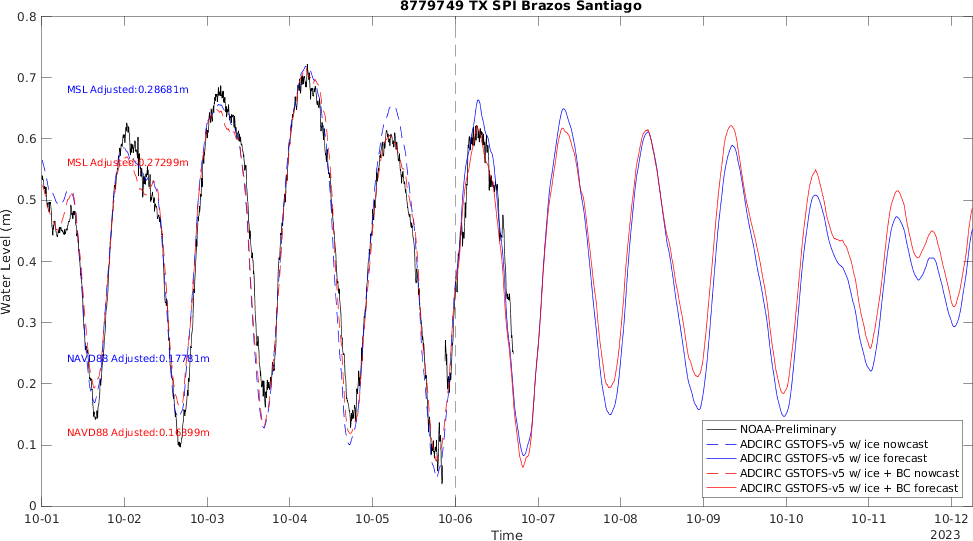 8779749 TX SPI Brazos Santiago
Water Level (m)
0.8
0.7
0.6
0.5
0.4
0.3
0.2
0.1
0
MSL Adjusted:0.28681m
MSL Adjusted:0.27299m
NAVD88 Adjusted:0.17781m
NAVD88 Adjusted:0.16399m
NOAA-Preliminary
ADCIRC GSTOFS-v5 w/ ice nowcast
ADCIRC GSTOFS-v5 w/ ice forecast
ADCIRC GSTOFS-v5 w/ ice + BC nowcast
ADCIRC GSTOFS-v5 w/ ice + BC forecast
10-01 10-02 10-03 10-04 10-05 10-06 10-07 10-08 10-09 10-10 10-11 10-12
2023
Time